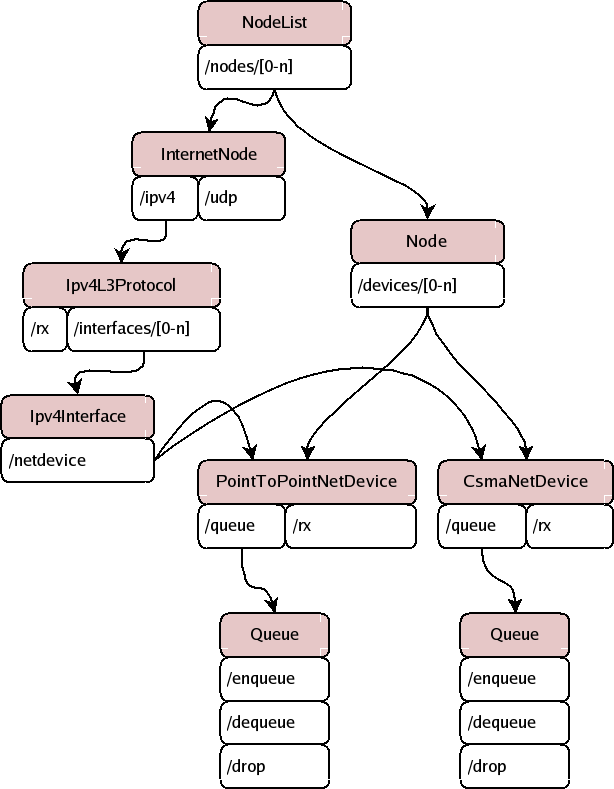 NodeList
/nodes/[0-n]
InternetNode
/ipv4 /udp
Node
/devices/[0-n]
Ipv4L3Protocol
/rx /interfaces/[0-n]
Ipv4Interface
/netdevice
PointToPointNetDevice
/queue /rx
CsmaNetDevice
/queue /rx
Queue
/enqueue
/dequeue
/drop
Queue
/enqueue
/dequeue
/drop